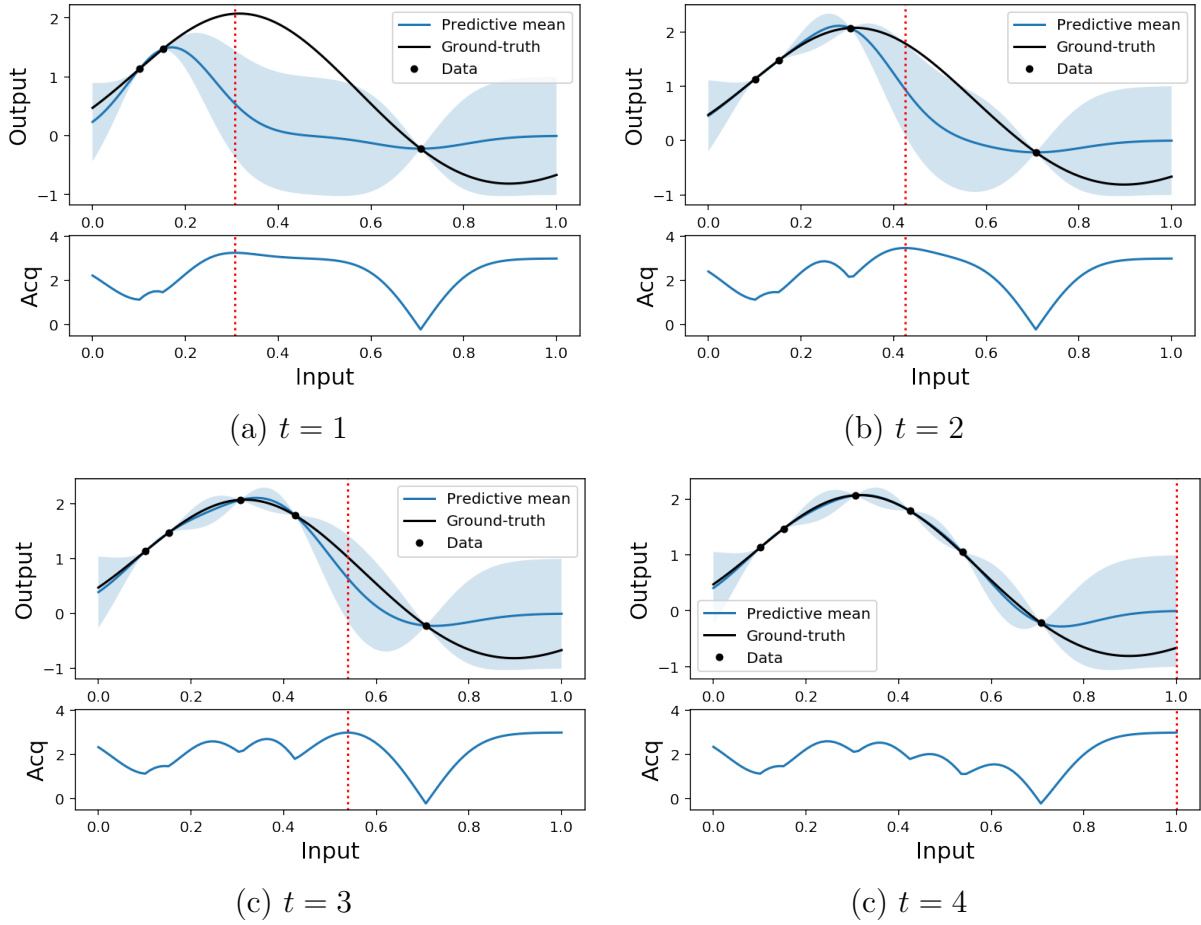 Output
2
1
0
−1
Predictive mean
Ground-truth
Data
0.0 0.2 0.4 0.6 0.8 1.0
Acq
4
2
0
0.0 0.2 0.4 0.6 0.8 1.0
Input
(a) t = 1
Output
2
1
0
−1
Predictive mean
Ground-truth
Data
0.0 0.2 0.4 0.6 0.8 1.0
Acq
4
2
0
0.0 0.2 0.4 0.6 0.8 1.0
Input
(b) t = 2
Output
2
1
0
−1
Predictive mean
Ground-truth
Data
0.0 0.2 0.4 0.6 0.8 1.0
Acq
4
2
0
0.0 0.2 0.4 0.6 0.8 1.0
Input
(c) t = 3
Output
2
1
0
−1
Predictive mean
Ground-truth
Data
0.0 0.2 0.4 0.6 0.8 1.0
Acq
4
2
0
0.0 0.2 0.4 0.6 0.8 1.0
Input
(c) t = 4